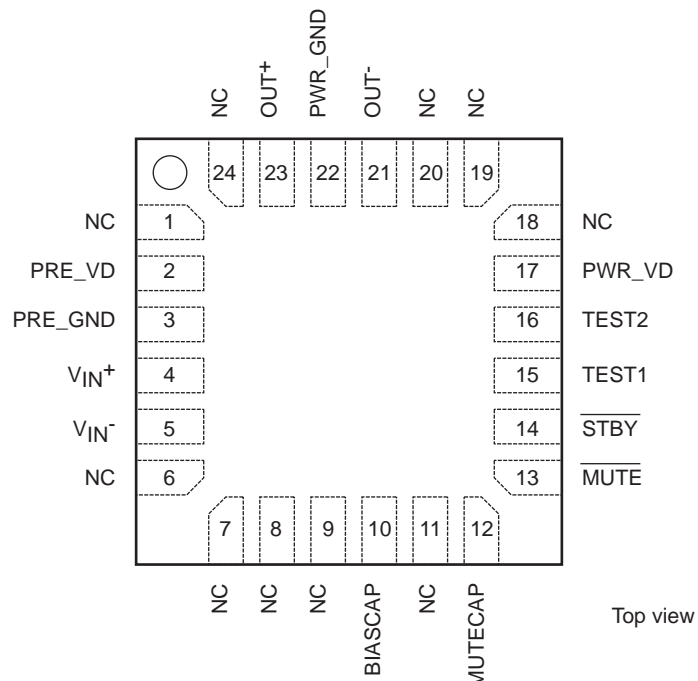 NC OUT+ PWR_GND OUT- NC NC
24 23 22 21 20 19
NC 1 18 NC
PRE_VD 2 17 PWR_VD
PRE_GND 3 16 TEST2
VIN+ 4 15 TEST1
VIN- 5 14 STBY
NC 6 13 MUTE
7 8 9 10 11 12
NC NC NC BIASCAP NC MUTECAP
Top view